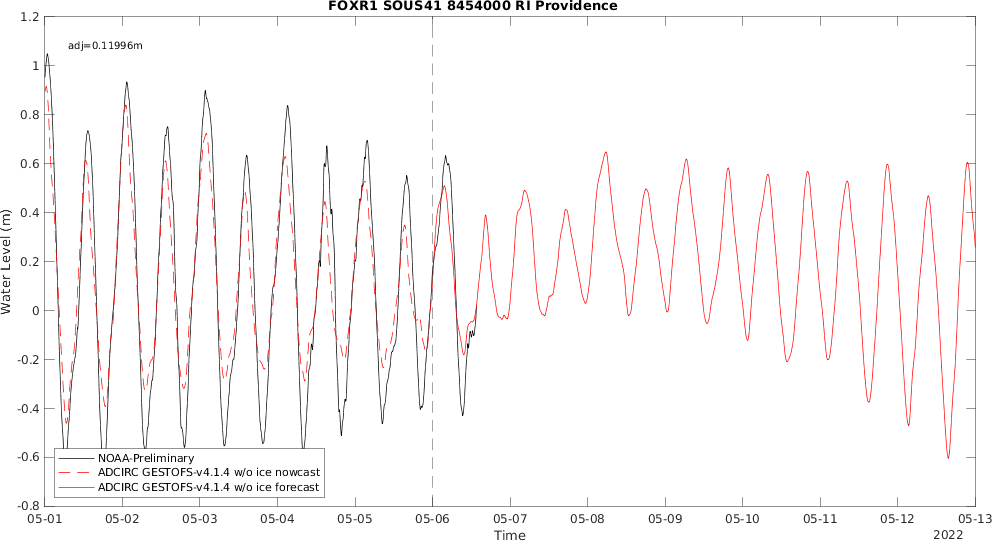 FOXR1 SOUS41 8454000 RI Providence
adj=0.11996m
Water Level (m)
1.2
1
0.8
0.6
0.4
0.2
0
-0.2
-0.4
-0.6
-0.8
NOAA-Preliminary
ADCIRC GESTOFS-v4.1.4 w/o ice nowcast
ADCIRC GESTOFS-v4.1.4 w/o ice forecast
05-01 05-02 05-03 05-04 05-05 05-06 05-07 05-08 05-09 05-10 05-11 05-12 05-13
Time
2022